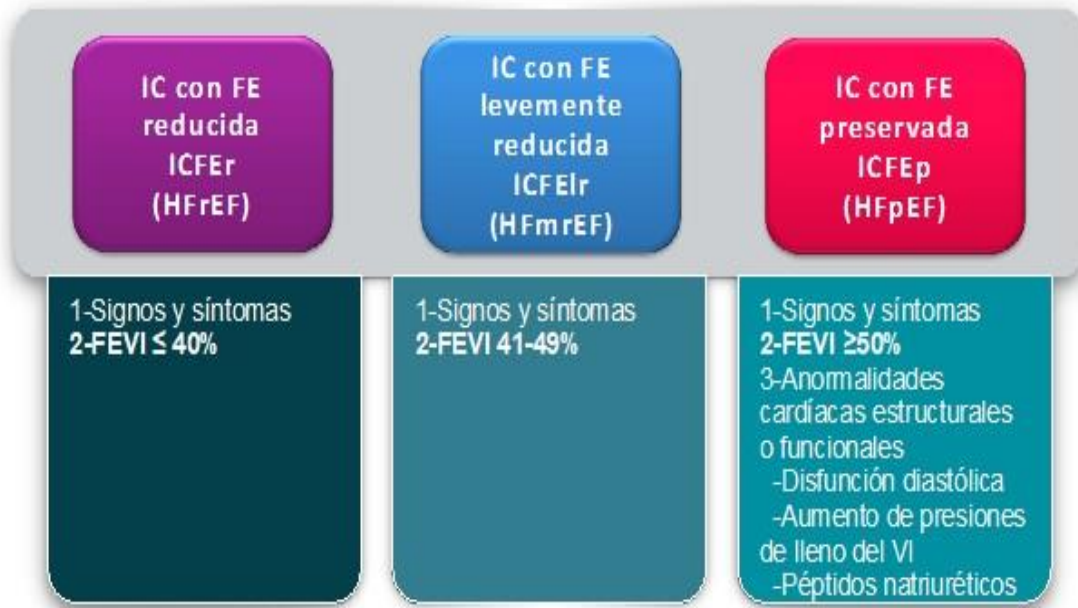 IC con FE
reducida
ICFEr
(HFrEF)
IC con FE
levemente
reducida
ICFElr
(HFmrEF)
IC con FE
preservada
ICFEp
(HFpEF)
1-Signos y síntomas
2-FEVI ≤ 40%
1-Signos y síntomas
2-FEVI 41-49%
1-Signos y síntomas
2-FEVI ≥50%
3-Anormalidades
cardíacas estructurales
o funcionales
-Disfunción diastólica
-Aumento de presiones
de lleno del VI
-Péptidos natriuréticos